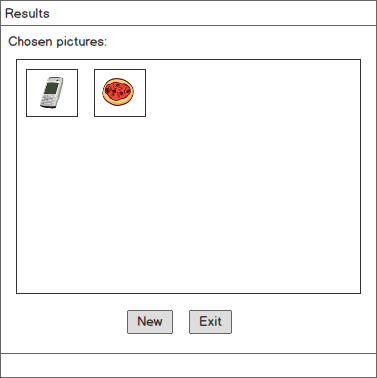 Results
Chosen pictures:
New
Exit